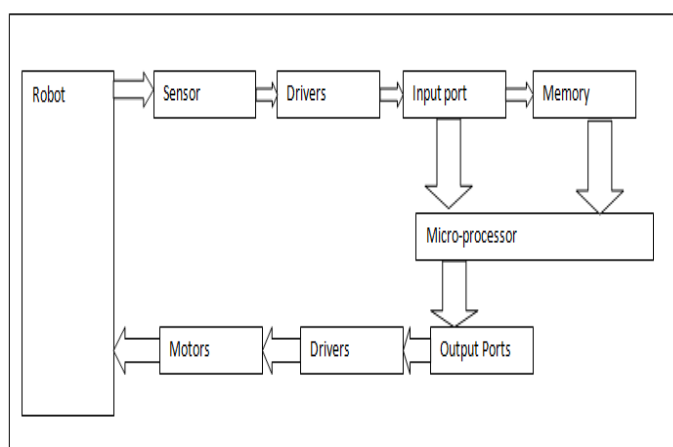 Robot
Sensor
Drivers
Input port
Memory
Micro-processor
Motors
Drivers
Output Ports